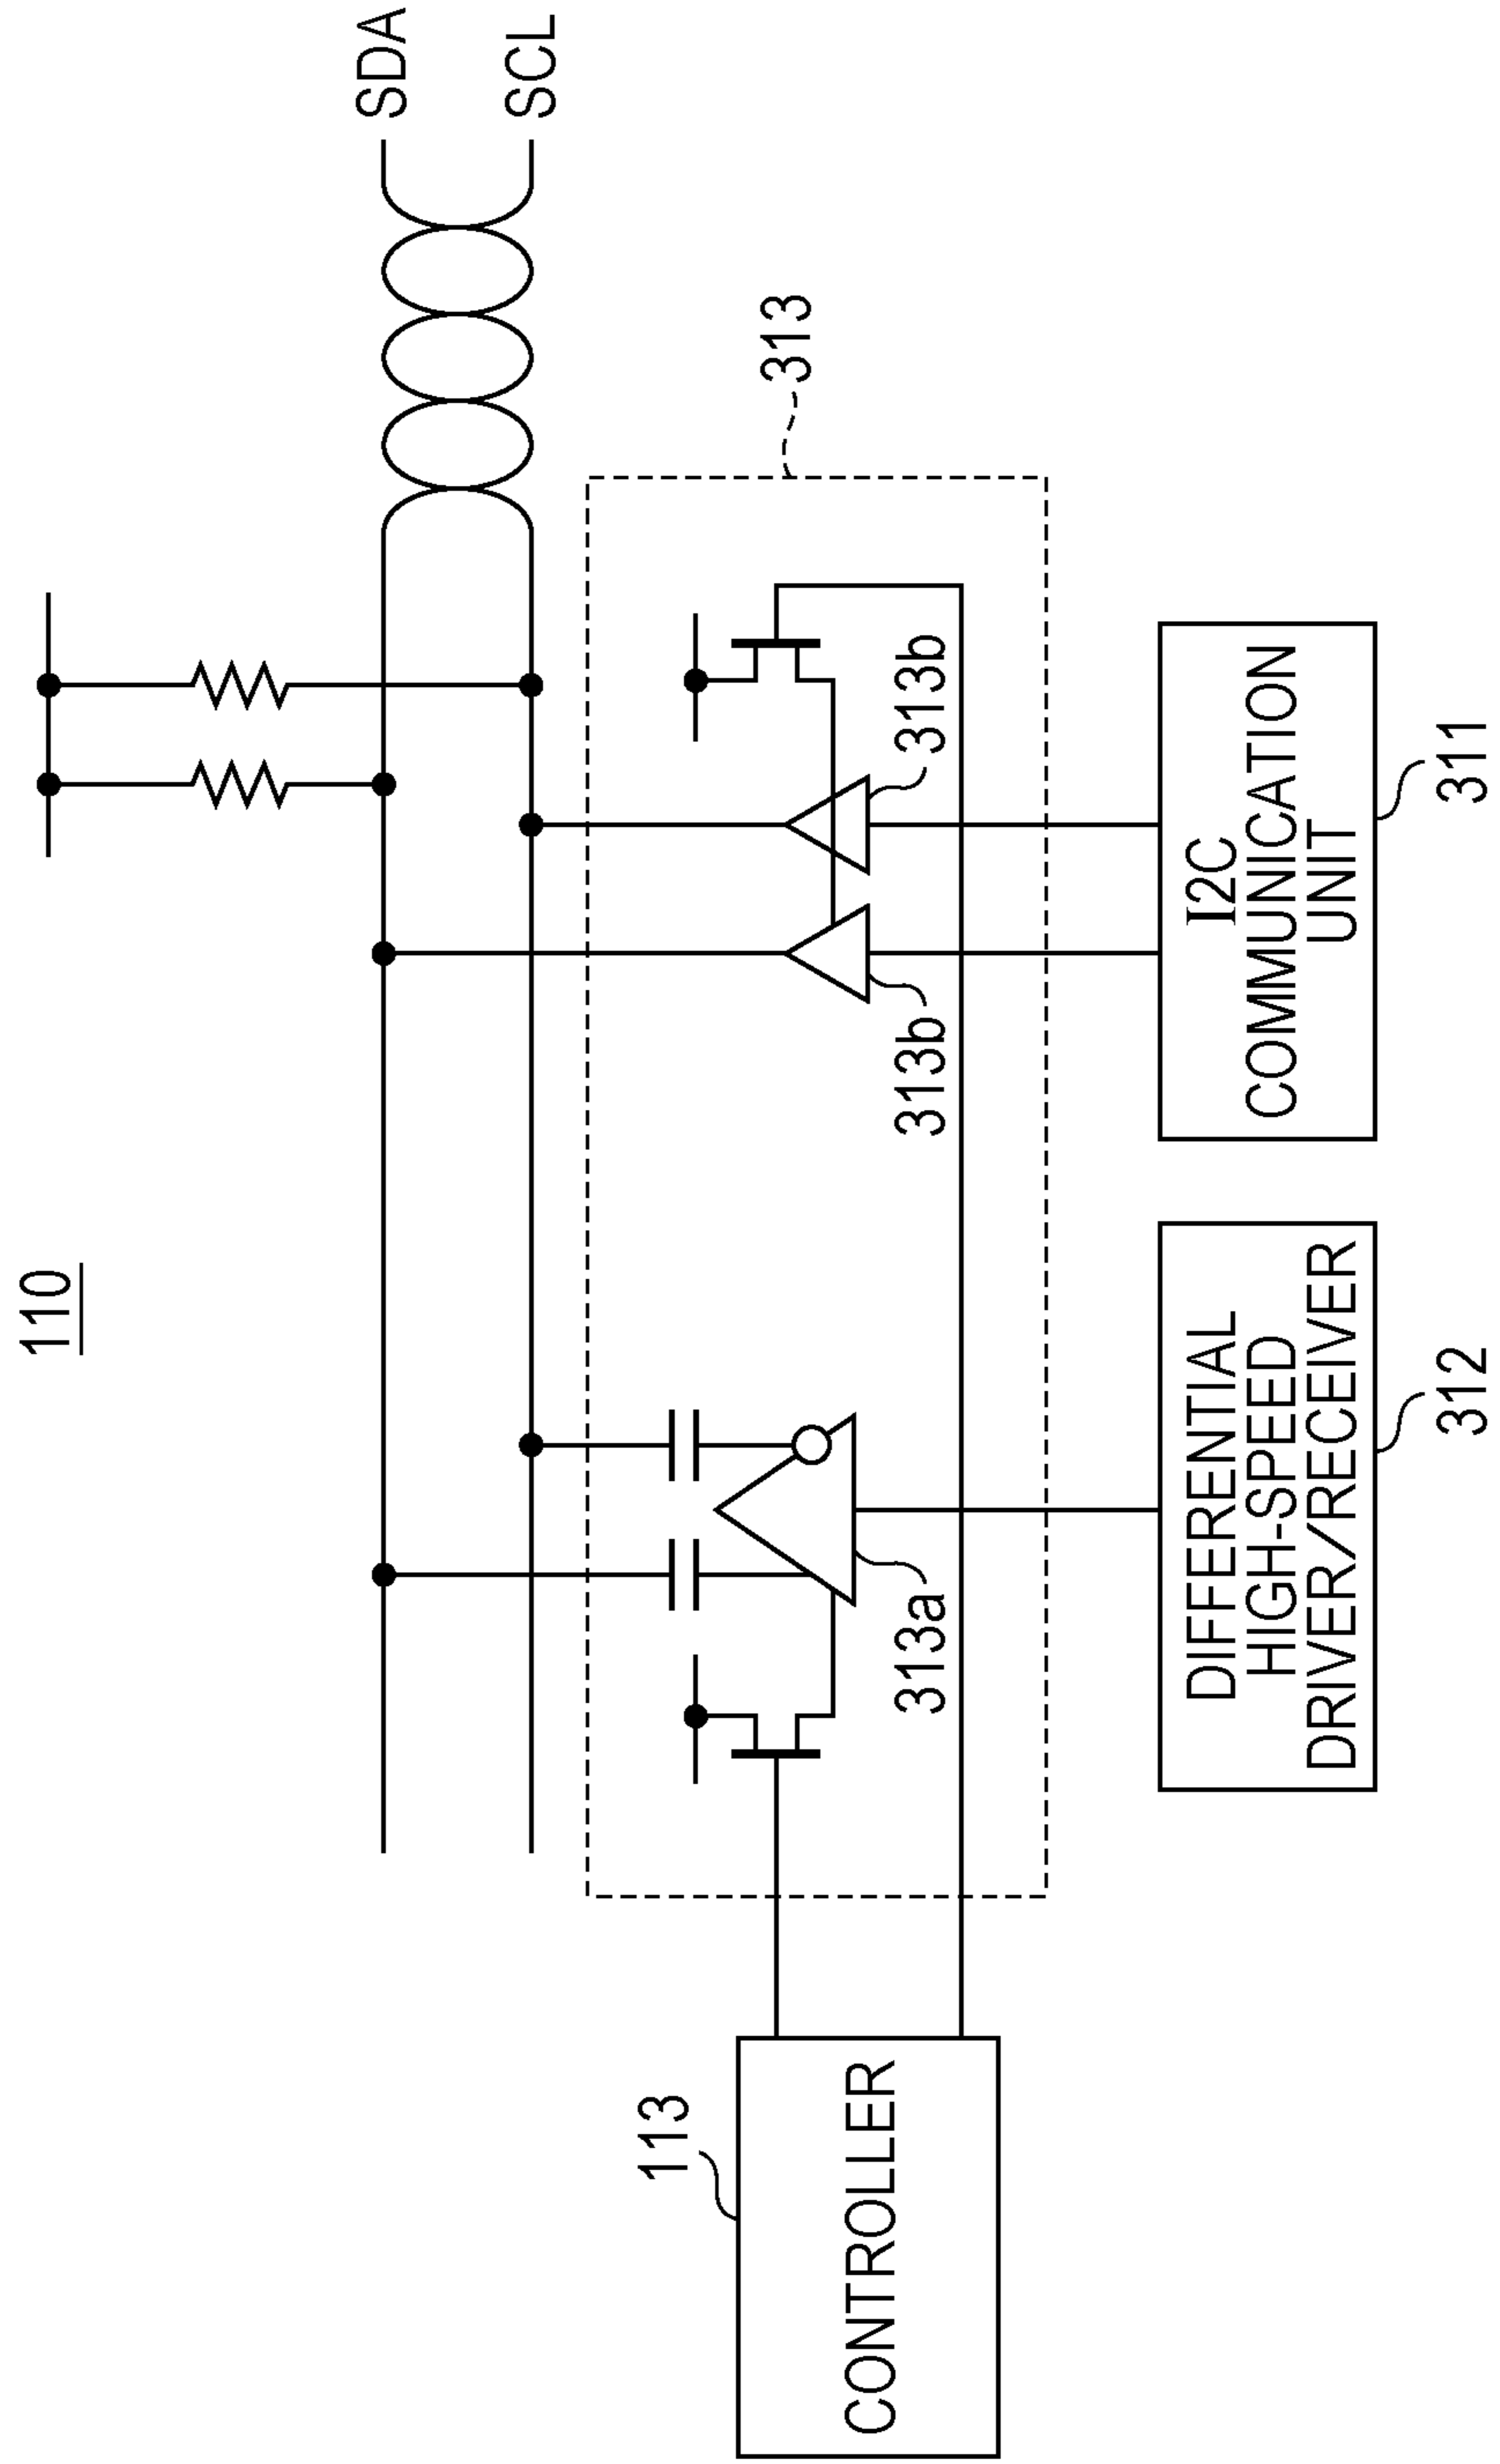 110
SDA
SCL
313
313b
313b
313a
113
CONTROLLER
DIFFERENTIAL
HIGH-SPEED
DRIVER/RECEIVER
312
I2C
COMMUNICATION
UNIT
311